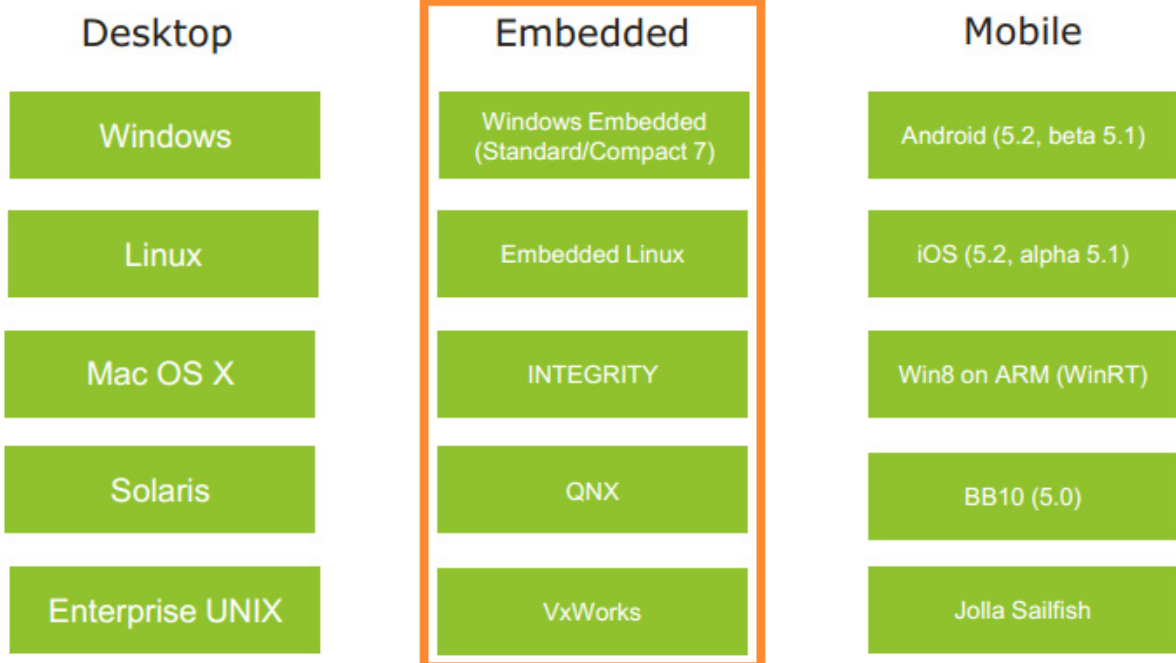 Desktop
Windows
Linux
Mac OS X
Solaris
Enterprise UNIX
Embedded
Windows Embedded
(Standard/Compact 7)
Embedded Linux
INTEGRITY
QNX
VxWorks
Mobile
Android (5.2, beta 5.1)
iOS (5.2, alpha 5.1)
Win8 on ARM (WinRT)
BB10 (5.0)
Jolla Sailfish